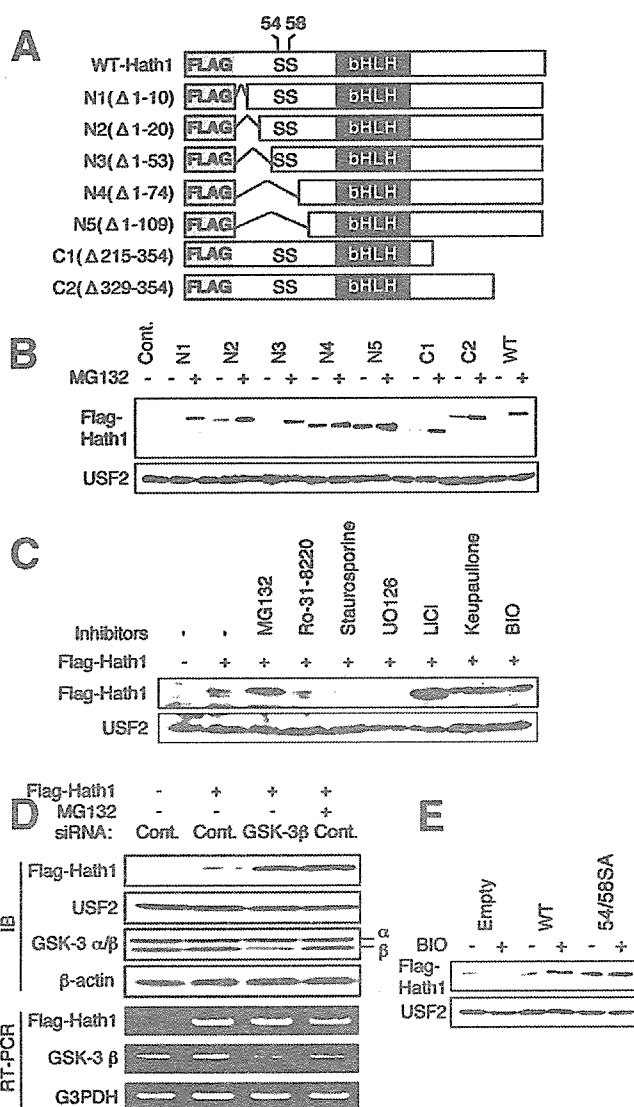 A
54 58
WT-Hath1 FLAG SS bHLH
N1(Δ1-10) FLAG SS bHLH
N2(Δ1-20) FLAG SS bHLH
N3(Δ1-53) FLAG SS bHLH
N4(Δ1-74) FLAG bHLH
N5(Δ1-109) FLAG bHLH
C1(Δ215-354) FLAG SS bHLH
C2(Δ329-354) FLAG SS bHLH
B
Cont. N1 N2 N3 N4 N5 C1 C2 WT
MG132 - - + - + - + - + - + - + - + - +
Flag-
Hath1
USF2
C
Inhibitors - - MG132 Ro-31-8220 Staurosporine UO126 LiCl Keupaullone BIO
Flag-Hath1 - + + + + + + + +
Flag-Hath1
USF2
D
Flag-Hath1 - + + +
MG132 - - - +
siRNA: Cont. Cont. GSK-3β Cont.
IB
Flag-Hath1
USF2
GSK-3 α/β α
β
β-actin
RT-PCR
Flag-Hath1
GSK-3 β
G3PDH
E
Empty WT 54/58SA
BIO - + - + - +
Flag-
Hath1
USF2